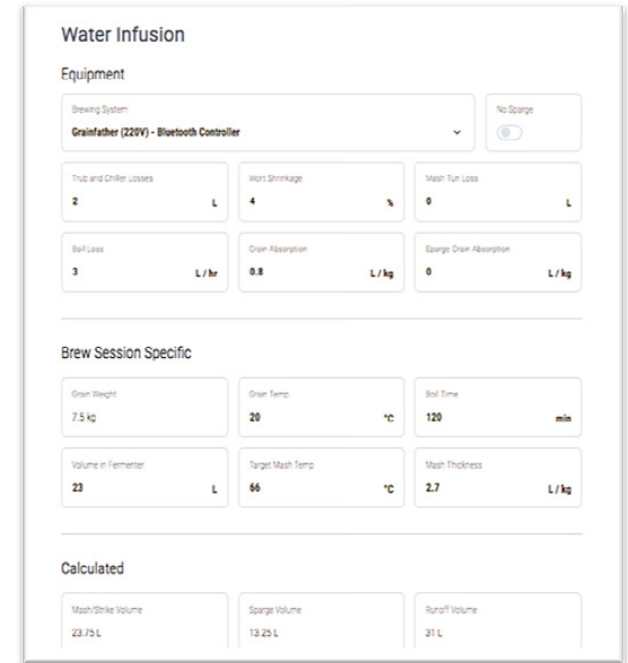 Water Infusion
Equipment
Brewing System
No Sparge
Grainfather (220V) - Bluetooth Controller
Trub and Chiller Losses
Wort Shrinkage
Mash Tun Loss
2 L
4 %
0 L
Boil Loss
Grain Absorption
Sparge Grain Absorption
3 L / hr
0.8 L / kg
0 L / kg
Brew Session Specific
Grain Weight
Grain Temp
Boil Time
7.5 kg
20 °C
120 min
Volume in Fermenter
Target Mash Temp
Mash Thickness
23 L
66 °C
2.7 L / kg
Calculated
Mash/Strike Volume
Sparge Volume
Runoff Volume
23.75 L
13.25 L
31 L